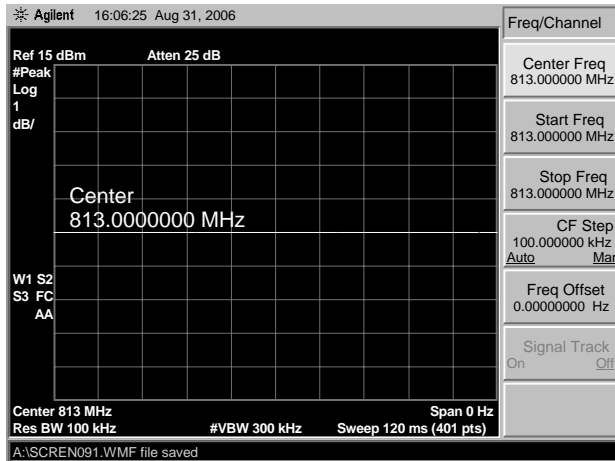 Agilent 16:06:25 Aug 31, 2006
Ref 15 dBm Atten 25 dB
#Peak
Log
1
dB/
Center
813.0000000 MHz
W1 S2
S3 FC
AA
Center 813 MHz Span 0 Hz
Res BW 100 kHz #VBW 300 kHz Sweep 120 ms (401 pts)
A:\SCREN091.WMF file saved
Freq/Channel
Center Freq
813.000000 MHz
Start Freq
813.000000 MHz
Stop Freq
813.000000 MHz
CF Step
100.000000 kHz
Auto Man
Freq Offset
0.00000000 Hz
Signal Track
On Off